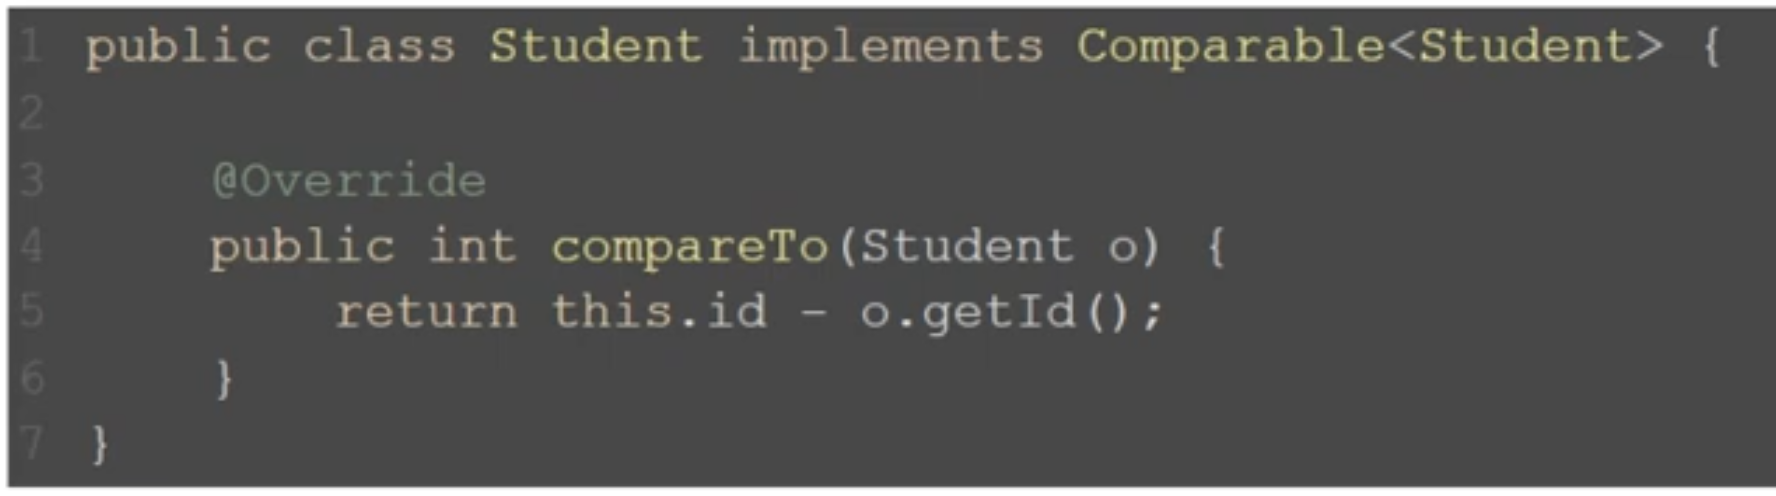 1 public class Student implements Comparable<Student> {
2
3 @Override
4 public int compareTo(Student o) {
5 return this.id - o.getId();
6 }
7 }